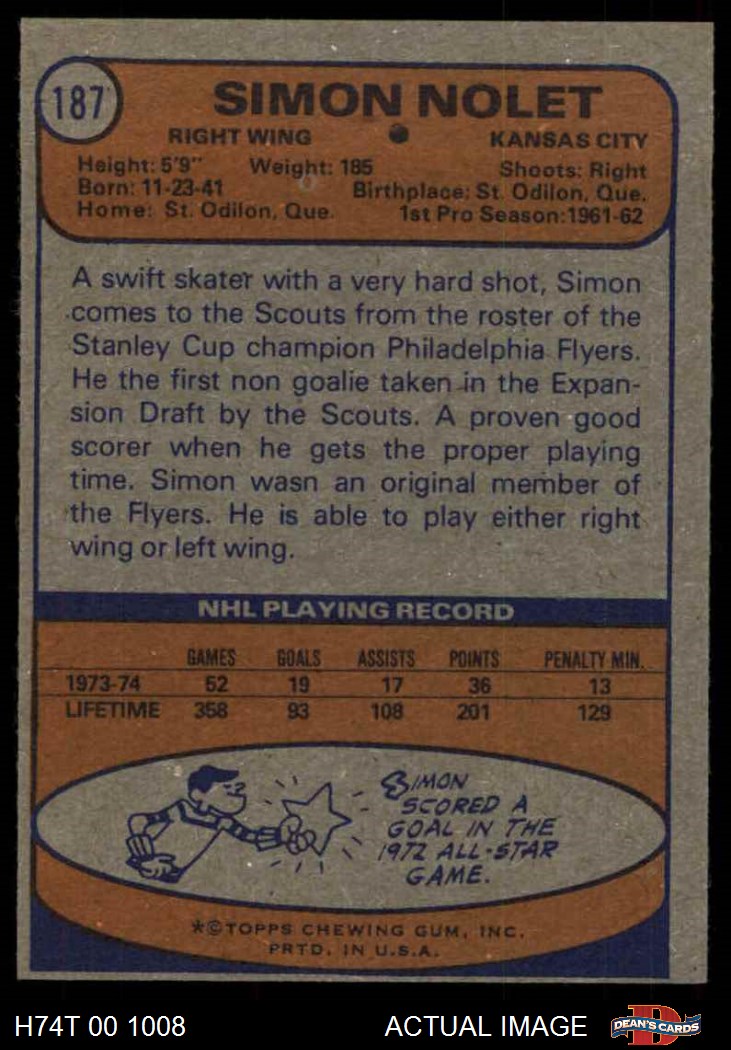 187
SIMON NOLET
RIGHT WING KANSAS CITY
Height: 5'9" Weight: 185 Shoots: Right
Born: 11-23-41 Birthplace: St. Odilon, Que.
Home: St. Odilon, Que. 1st Pro Season: 1961-62
A swift skater with a very hard shot, Simon
comes to the Scouts from the roster of the
Stanley Cup champion Philadelphia Flyers.
He the first non goalie taken in the Expan-
sion Draft by the Scouts. A proven good
scorer when he gets the proper playing
time. Simon wasn an original member of
the Flyers. He is able to play either right
wing or left wing.
NHL PLAYING RECORD
GAMES GOALS ASSISTS POINTS PENALTY MIN.
1973-74 52 19 17 36 13
LIFETIME 358 93 108 201 129
SIMON
SCORED A
GOAL IN THE
1972 ALL-STAR
GAME.
*©TOPPS CHEWING GUM, INC.
PRTD. IN U.S.A.
H74T 00 1008 ACTUAL IMAGE D DEAN'S CARDS